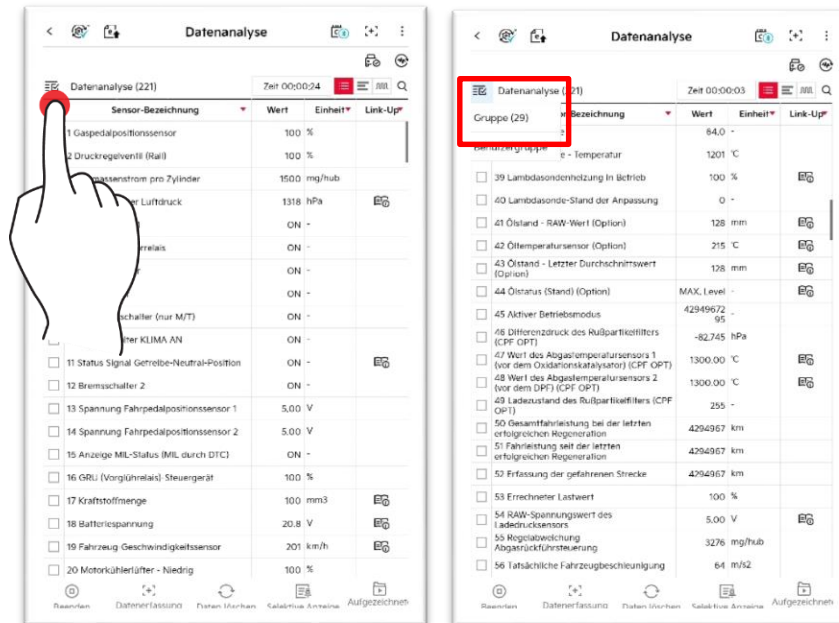 Datenanalyse
Datenanalyse (221)
Zeit 00:00:24
Sensor-Bezeichnung
Wert
Einheit
Link-Up
1 Gaspedalpositionssensor
100 %
2 Druckregelventil (Rail)
100 %
massenstrom pro Zylinder
1500 mg/hub
er Luftdruck
1318 hPa
ON -
rrelais
ON -
ON -
ON -
schalter (nur M/T)
ON -
lter KLIMA AN
ON -
11 Status Signal Getreibe-Neutral-Position
ON -
12 Bremsschalter 2
ON -
13 Spannung Fahrpedalpositionssensor 1
5.00 V
14 Spannung Fahrpedalpositionssensor 2
5.00 V
15 Anzeige MIL-Status (MIL durch DTC)
ON -
16 GRU (Vorglührelais)-Steuergerät
100 %
17 Kraftstoffmenge
100 mm3
18 Batteriespannung
20.8 V
19 Fahrzeug-Geschwindigkeitssensor
201 km/h
20 Motorkühlerlüfter - Niedrig
100 %
Beenden
Datenerfassung
Daten löschen
Selektive Anzeige
Aufgezeichnet
Datenanalyse
Datenanalyse (221)
Zeit 00:00:03
Gruppe (29)
or-Bezeichnung
Wert
Einheit
Link-Up
64.0 -
Benutzergruppe
e - Temperatur
1201 °C
39 Lambdasondenheizung in Betrieb
100 %
40 Lambdasonde-Stand der Anpassung
0 -
41 Ölstand - RAW-Wert (Option)
128 mm
42 Öltemperatursensor (Option)
215 °C
43 Ölstand - Letzter Durchschnittswert
(Option)
128 mm
44 Ölstatus (Stand) (Option)
MAX. Level -
45 Aktiver Betriebsmodus
42949672
95 -
46 Differenzdruck des Rußpartikelfilters
(CPF OPT)
-82.745 hPa
47 Wert des Abgastemperatursensors 1
(vor dem Oxidationskatalysator) (CPF OPT)
1300.00 °C
48 Wert des Abgastemperatursensors 2
(vor dem DPF) (CPF OPT)
1300.00 °C
49 Ladezustand des Rußpartikelfilters (CPF
OPT)
255 -
50 Gesamtfahrleistung bei der letzten
erfolgreichen Regeneration
4294967 km
51 Fahrleistung seit der letzten
erfolgreichen Regeneration
4294967 km
52 Erfassung der gefahrenen Strecke
4294967 km
53 Errechneter Lastwert
100 %
54 RAW-Spannungswert des
Ladedrucksensors
5.00 V
55 Regelabweichung
Abgasrückführsteuerung
3276 mg/hub
56 Tatsächliche Fahrzeugbeschleunigung
64 m/s2
Beenden
Datenerfassung
Daten löschen
Selektive Anzeige
Aufgezeichnet